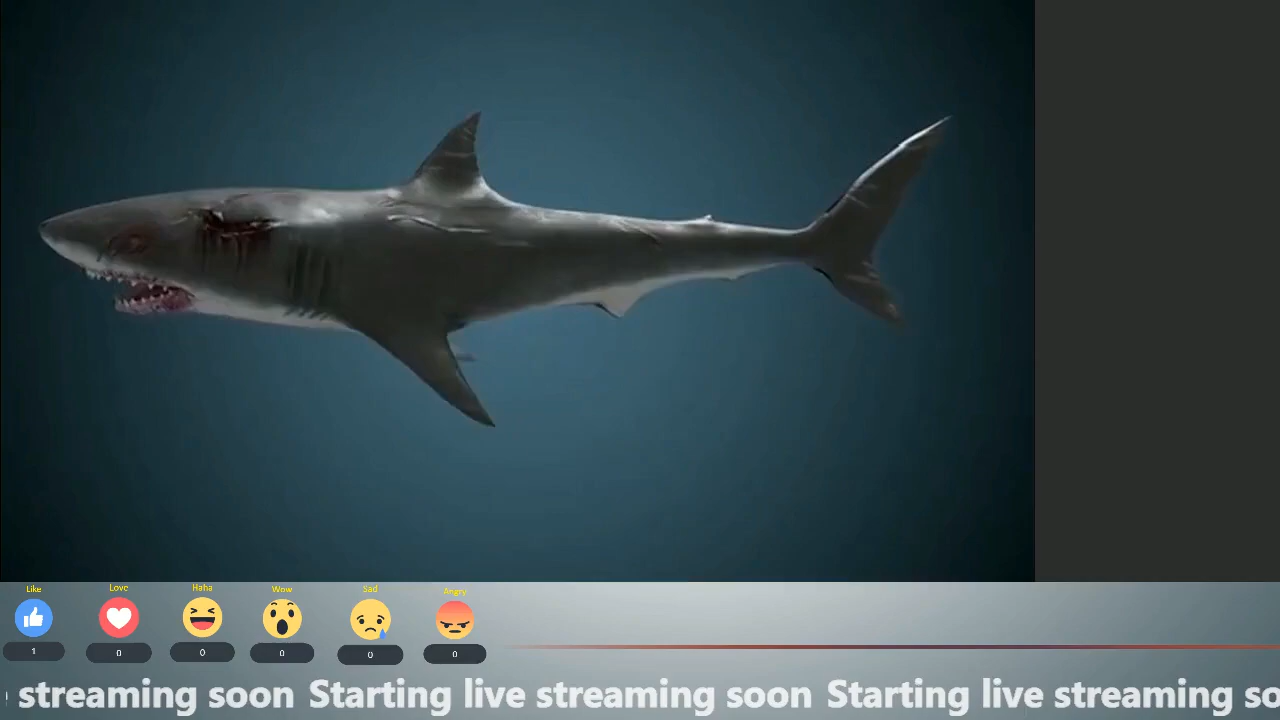 Like Love Haha Wow Sad Angry
1 0 0 0 0 0
streaming soon Starting live streaming soon Starting live streaming so